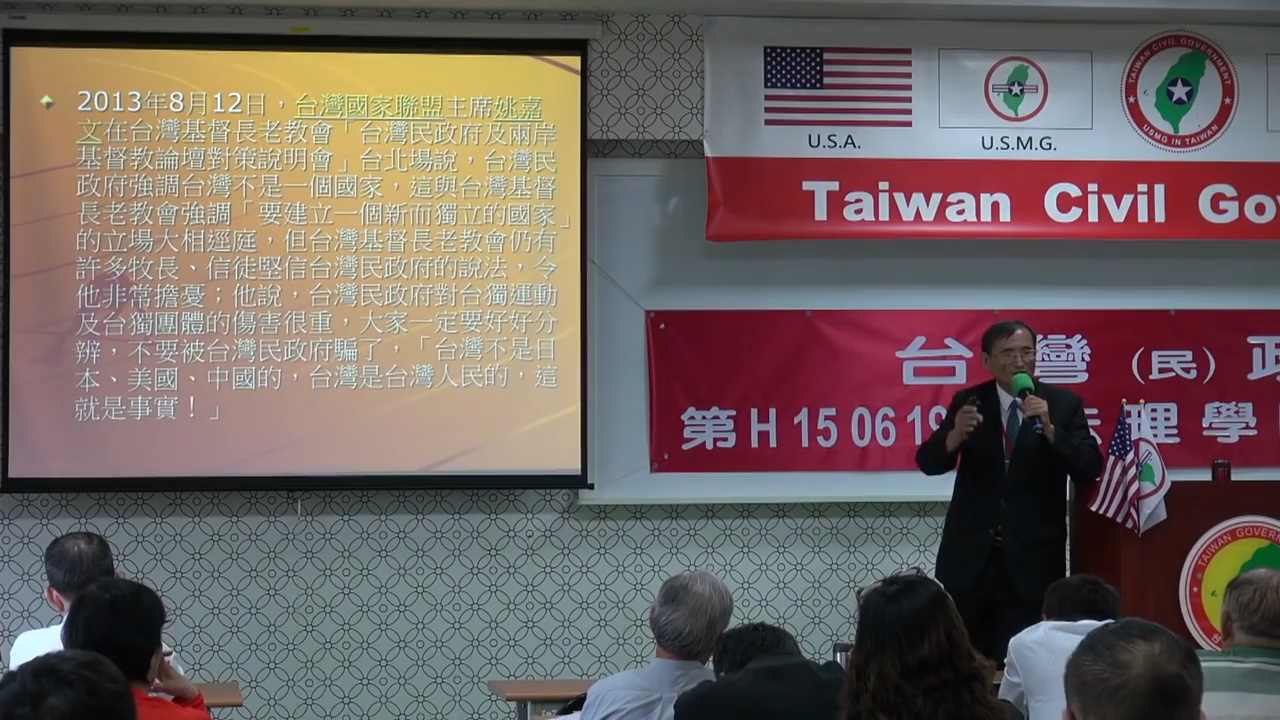 2013年8月12日，台灣國家聯盟主席姚嘉
文在台灣基督長老教會「台灣民政府及兩岸
基督教論壇對策說明會」台北場說，台灣民
政府強調台灣不是一個國家，這與台灣基督
長老教會強調「要建立一個新而獨立的國家」
的立場大相逕庭，但台灣基督長老教會仍有
許多牧長、信徒堅信台灣民政府的說法，令
他非常擔憂；他說，台灣民政府對台獨運動
及台獨團體的傷害很重，大家一定要好好分
辨，不要被台灣民政府騙了，「台灣不是日
本、美國、中國的，台灣是台灣人民的，這
就是事實！」
U.S.A.
U.S.M.G.
TAIWAN CIVIL GOVERNMENT
USMG IN TAIWAN
Taiwan Civil Go
台灣（民）政
第H 15 06 19
理學
TAIWAN GOVERN